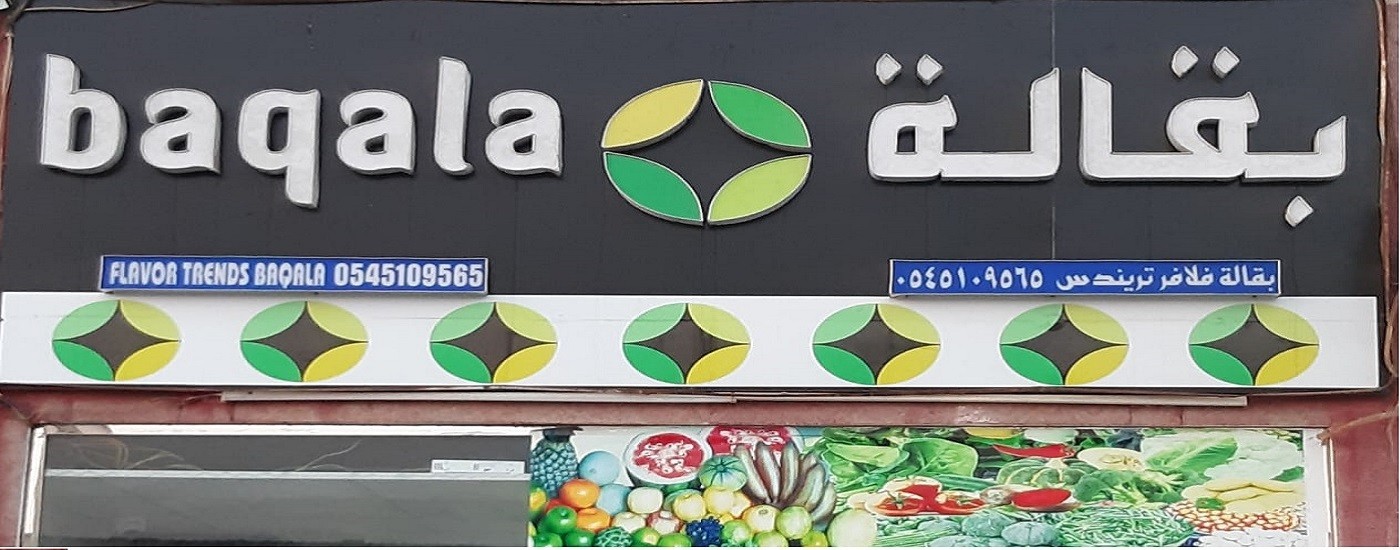 baqala
بقالة
FLAVOR TRENDS BAQALA 0545109565
بقالة فلافر تريندس ٠٥٤٥١٠٩٥٦٥